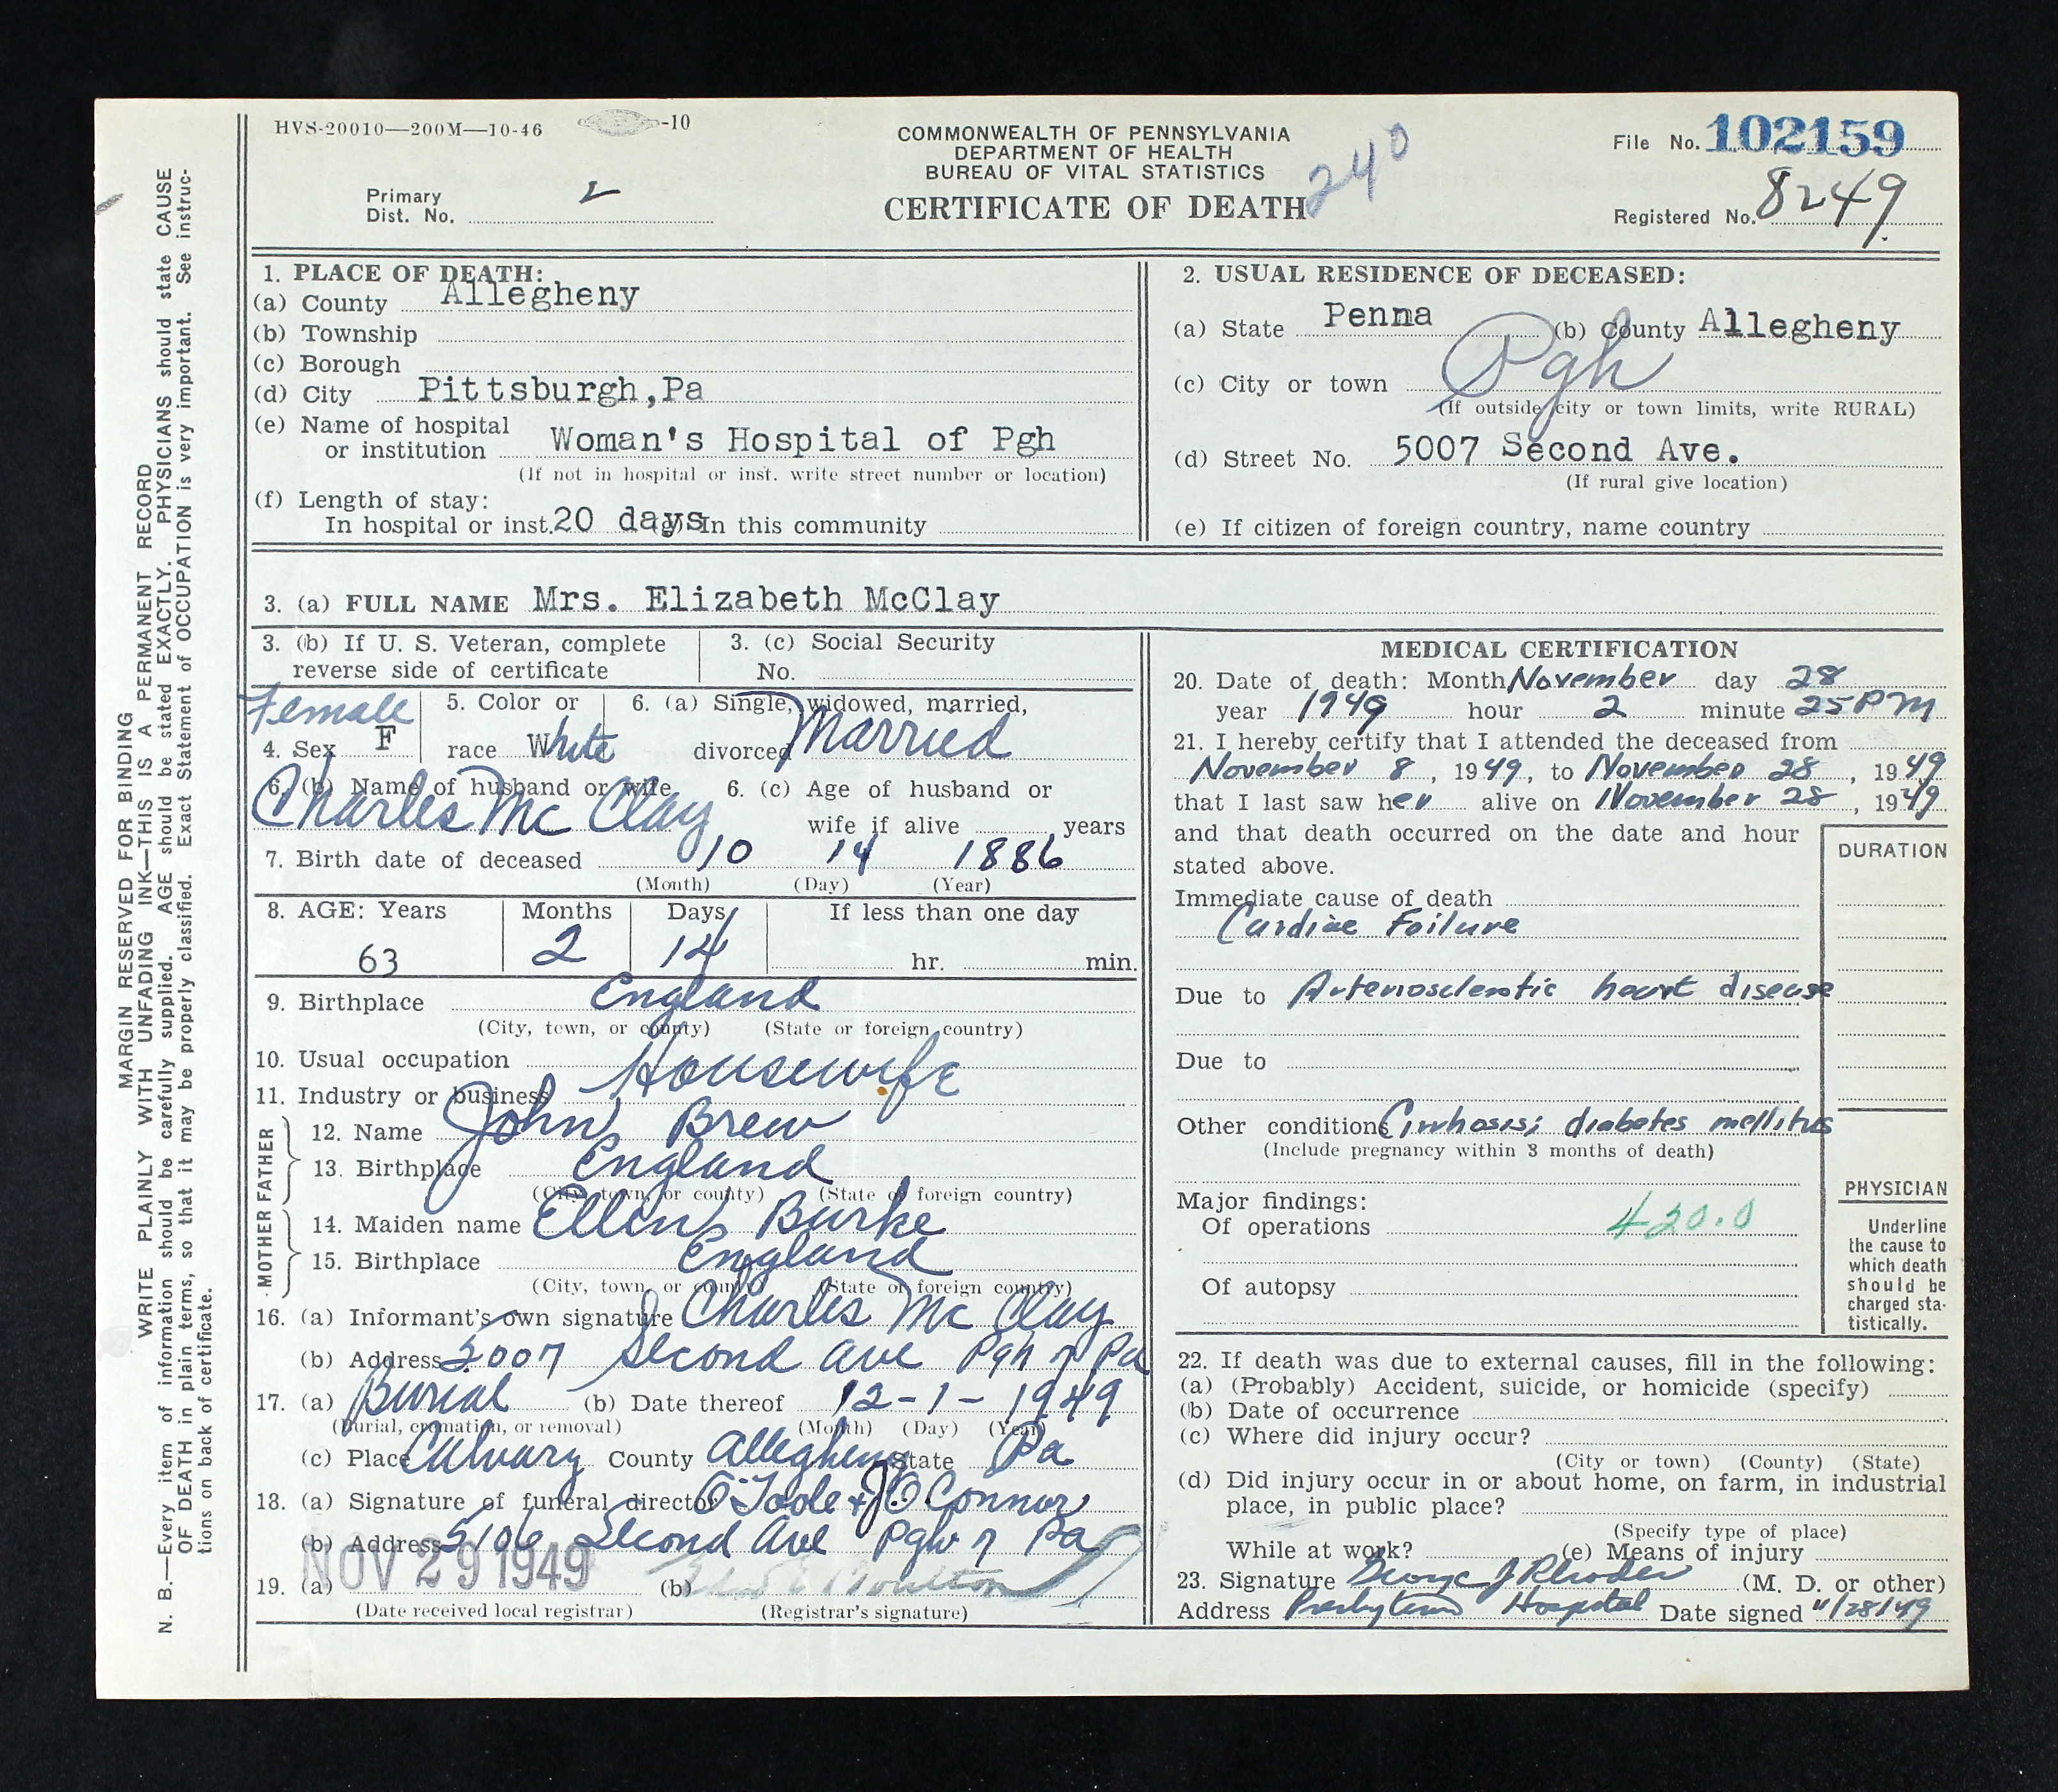 HVS-20010—200M—10-46 -10
COMMONWEALTH OF PENNSYLVANIA
DEPARTMENT OF HEALTH
BUREAU OF VITAL STATISTICS
CERTIFICATE OF DEATH
240
File No. 102159
Registered No. 8249
Primary
Dist. No. 2
1. PLACE OF DEATH:
(a) County Allegheny
(b) Township
(c) Borough
(d) City Pittsburgh,Pa
(e) Name of hospital
or institution Woman's Hospital of Pgh
(If not in hospital or inst. write street number or location)
(f) Length of stay:
In hospital or inst. 20 days (g) In this community
2. USUAL RESIDENCE OF DECEASED:
(a) State Penna (b) County Allegheny
(c) City or town Pgh
(If outside city or town limits, write RURAL)
(d) Street No. 5007 Second Ave.
(If rural give location)
(e) If citizen of foreign country, name country
3. (a) FULL NAME Mrs. Elizabeth McClay
3. (b) If U. S. Veteran, complete
reverse side of certificate
3. (c) Social Security
No.
Female
4. Sex F
5. Color or
race White
6. (a) Single, widowed, married,
divorced Married
6. (b) Name of husband or wife
Charles Mc Clay
6. (c) Age of husband or
wife if alive years
7. Birth date of deceased 10 14 1886
(Month) (Day) (Year)
8. AGE: Years Months Days If less than one day
63 2 14 hr. min.
9. Birthplace England
(City, town, or county) (State or foreign country)
10. Usual occupation Housewife
11. Industry or business
FATHER
12. Name John Brew
13. Birthplace England
(City, town, or county) (State or foreign country)
MOTHER
14. Maiden name Ellen Burke
15. Birthplace England
(City, town, or county) (State or foreign country)
16. (a) Informant's own signature Charles Mc Clay
(b) Address 5007 Second Ave Pgh 7 Pa
17. (a) Burial (b) Date thereof 12-1-1949
(Burial, cremation, or removal) (Month) (Day) (Year)
(c) Place Calvary County Allegheny State Pa
18. (a) Signature of funeral director O'Toole + J. O'Connor
(b) Address 5106 Second Ave Pgh 7 Pa
19. (a) NOV 29 1949 (b)
(Date received local registrar) (Registrar's signature)
MEDICAL CERTIFICATION
20. Date of death: Month November day 28
year 1949 hour 2 minute 25 PM
21. I hereby certify that I attended the deceased from
November 8, 1949, to November 28, 1949
that I last saw her alive on November 28, 1949
and that death occurred on the date and hour
stated above.
DURATION
Immediate cause of death
Cardiac Failure
Due to Arteriosclerotic heart disease
Due to
Other conditions Cirrhosis; diabetes mellitus
(Include pregnancy within 3 months of death)
Major findings:
Of operations 420.0
Of autopsy
PHYSICIAN
Underline
the cause to
which death
should be
charged sta-
tistically.
22. If death was due to external causes, fill in the following:
(a) (Probably) Accident, suicide, or homicide (specify)
(b) Date of occurrence
(c) Where did injury occur?
(City or town) (County) (State)
(d) Did injury occur in or about home, on farm, in industrial
place, in public place?
(Specify type of place)
While at work? (e) Means of injury
23. Signature George J Rhodes (M. D. or other)
Address Presbyterian Hospital Date signed 11/28/49
MARGIN RESERVED FOR BINDING
WRITE PLAINLY WITH UNFADING INK—THIS IS A PERMANENT RECORD
N. B.—Every item of information should be carefully supplied. AGE should be stated EXACTLY. PHYSICIANS should state CAUSE
OF DEATH in plain terms, so that it may be properly classified. Exact Statement of OCCUPATION is very important. See instruc-
tions on back of certificate.